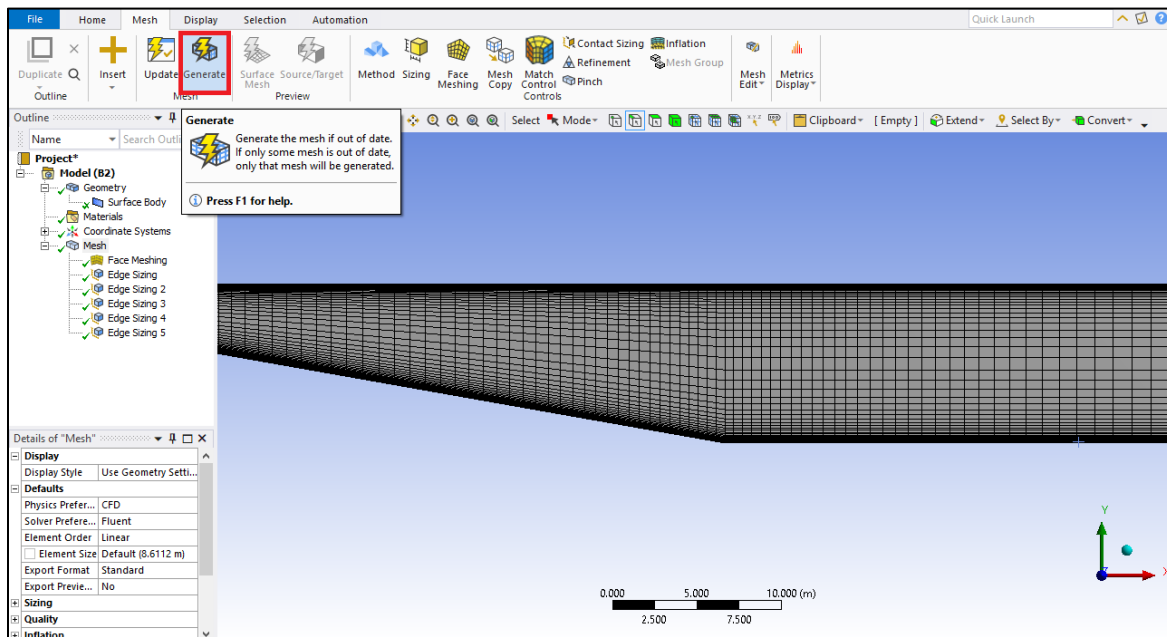 File Home Mesh Display Selection Automation Quick Launch
Duplicate Insert Update Generate Surface Mesh Source/Target Method Sizing Face Meshing Mesh Copy Match Control Contact Sizing Refinement Pinch Inflation Mesh Group Mesh Edit Metrics Display
Outline Mesh Preview Controls
Outline Select Mode Clipboard [ Empty ] Extend Select By Convert
Name Search Outli
Generate
Generate the mesh if out of date.
If only some mesh is out of date,
only that mesh will be generated.
Press F1 for help.
Project*
Model (B2)
Geometry
Surface Body
Materials
Coordinate Systems
Mesh
Face Meshing
Edge Sizing
Edge Sizing 2
Edge Sizing 3
Edge Sizing 4
Edge Sizing 5
Details of "Mesh"
Display
Display Style Use Geometry Setti...
Defaults
Physics Prefer... CFD
Solver Prefere... Fluent
Element Order Linear
Element Size Default (8.6112 m)
Export Format Standard
Export Previe... No
Sizing
Quality
Inflation
0.000 5.000 10.000 (m)
2.500 7.500
Y
X